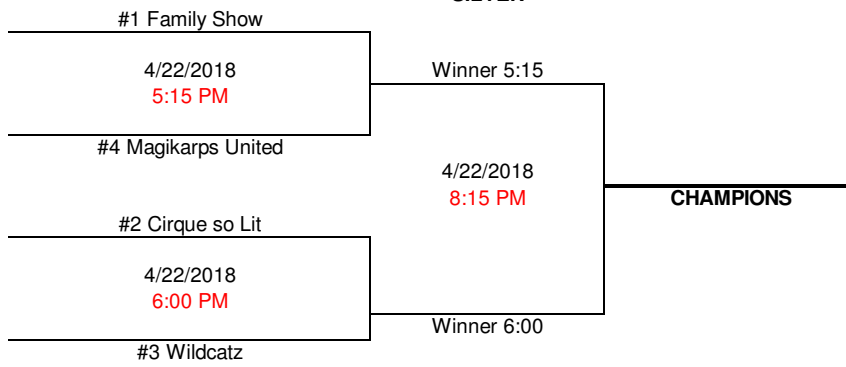 #1 Family Show
4/22/2018
5:15 PM
Winner 5:15
#4 Magikarps United
4/22/2018
8:15 PM
CHAMPIONS
#2 Cirque so Lit
4/22/2018
6:00 PM
Winner 6:00
#3 Wildcatz